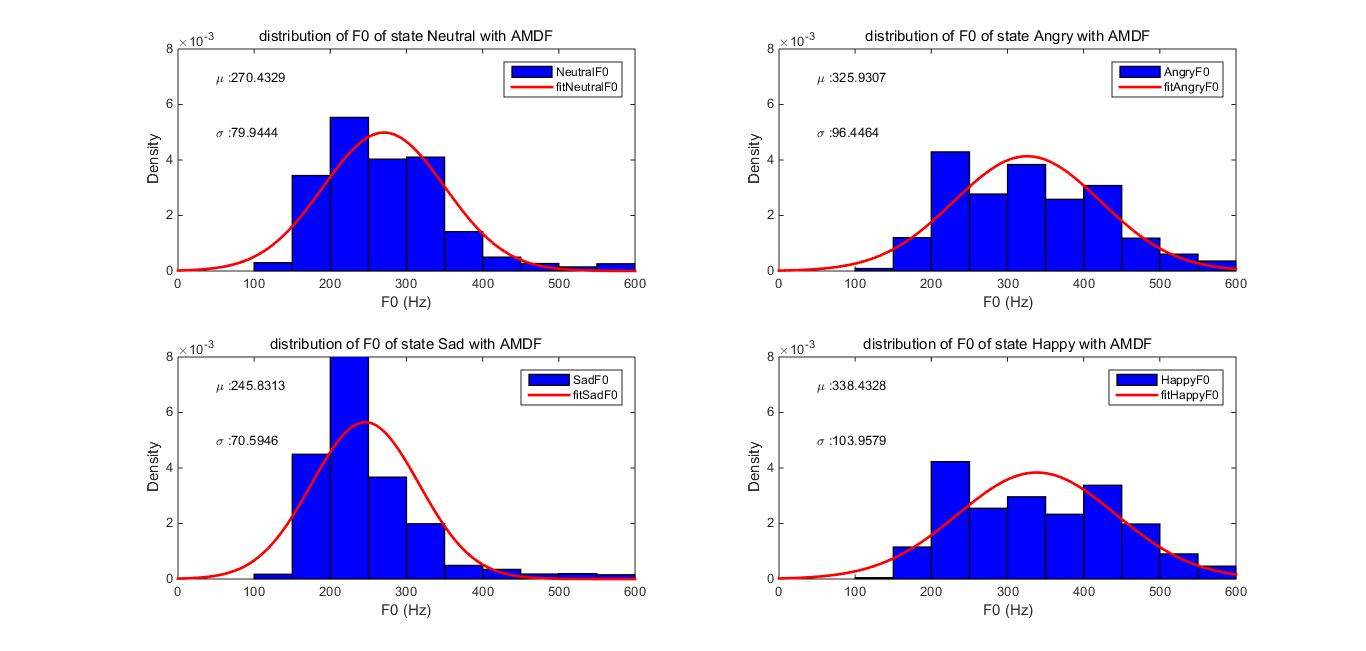 distribution of F0 of state Neutral with AMDF
8 ×10⁻³
μ :270.4329
NeutralF0
fitNeutralF0
6
σ :79.9444
4
2
0
Density
0 100 200 300 400 500 600
F0 (Hz)
distribution of F0 of state Angry with AMDF
8 ×10⁻³
μ :325.9307
AngryF0
fitAngryF0
6
σ :96.4464
4
2
0
Density
0 100 200 300 400 500 600
F0 (Hz)
distribution of F0 of state Sad with AMDF
8 ×10⁻³
μ :245.8313
SadF0
fitSadF0
6
σ :70.5946
4
2
0
Density
0 100 200 300 400 500 600
F0 (Hz)
distribution of F0 of state Happy with AMDF
8 ×10⁻³
μ :338.4328
HappyF0
fitHappyF0
6
σ :103.9579
4
2
0
Density
0 100 200 300 400 500 600
F0 (Hz)